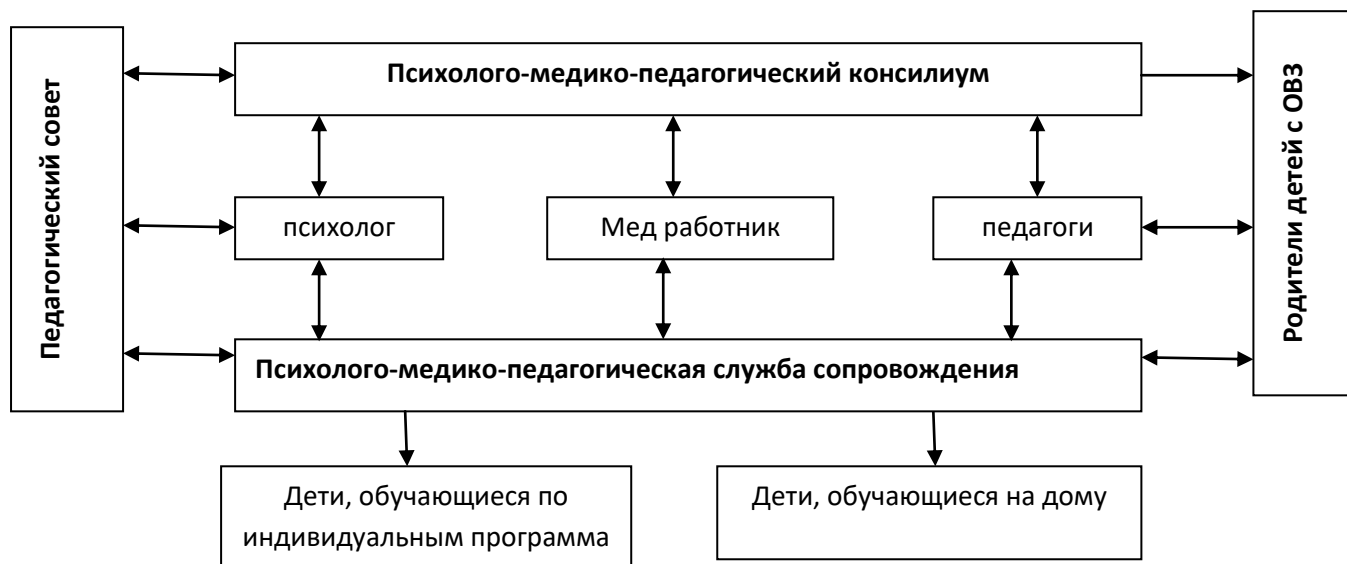 Педагогический совет
Психолого-медико-педагогический консилиум
Родители детей с ОВЗ
психолог
Мед работник
педагоги
Психолого-медико-педагогическая служба сопровождения
Дети, обучающиеся по
индивидуальным программа
Дети, обучающиеся на дому